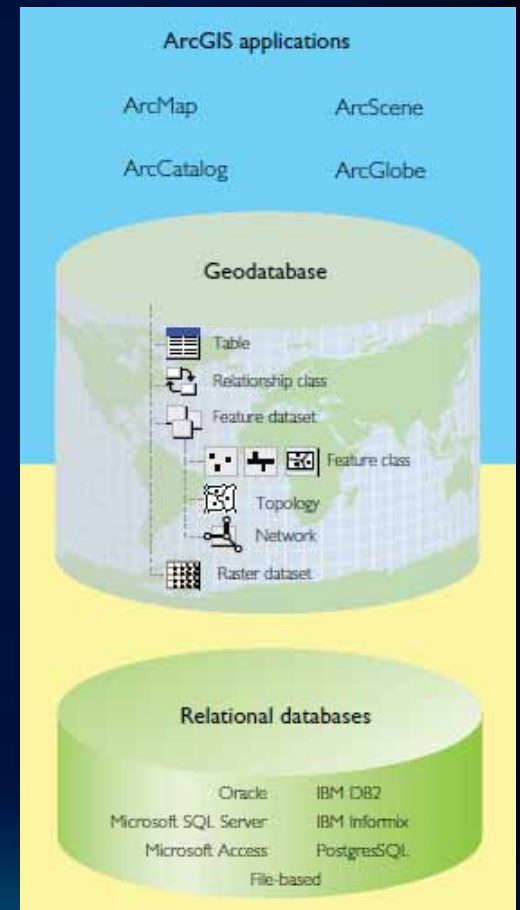 ArcGIS applications
ArcMap ArcScene
ArcCatalog ArcGlobe
Geodatabase
Table
Relationship class
Feature dataset
Feature class
Topology
Network
Raster dataset
Relational databases
Oracle IBM DB2
Microsoft SQL Server IBM Informix
Microsoft Access PostgresSQL
File-based